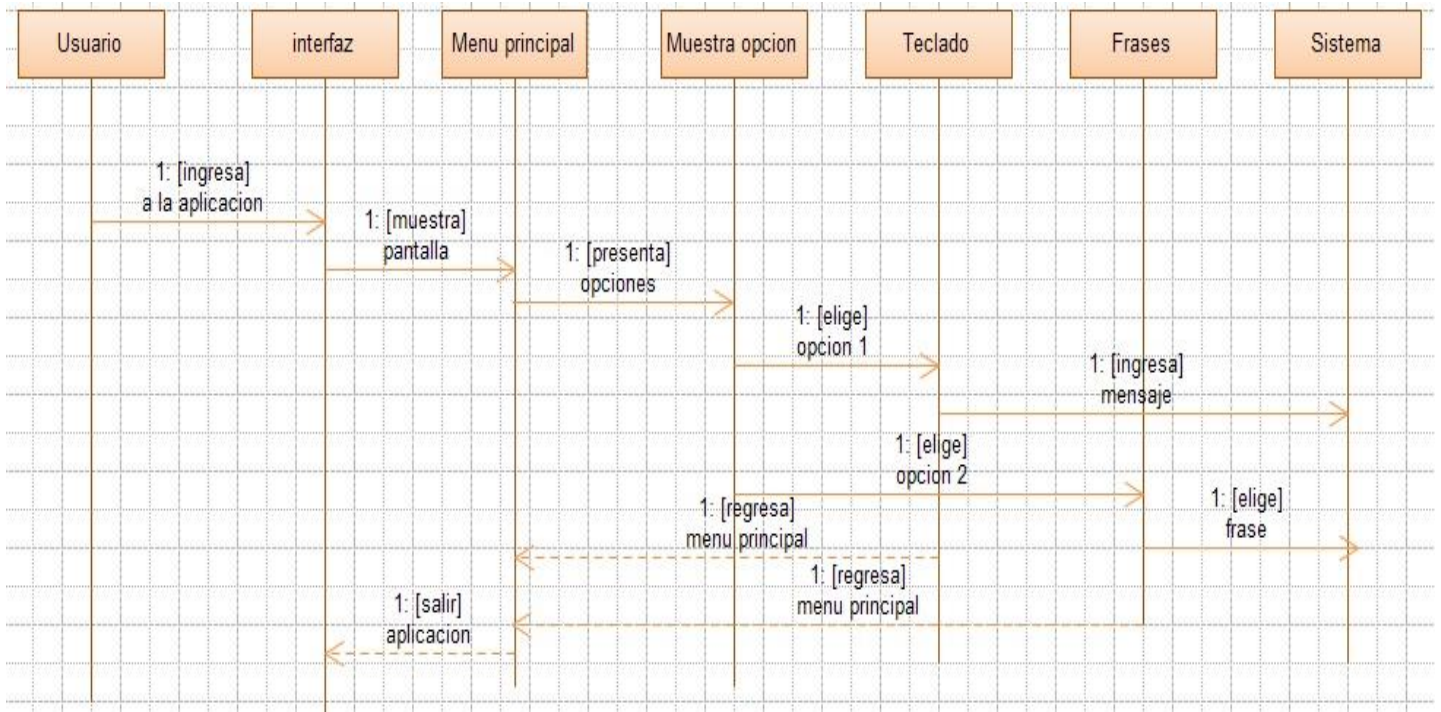 Usuario
interfaz
Menu principal
Muestra opcion
Teclado
Frases
Sistema
1: [ingresa]
a la aplicacion
1: [muestra]
pantalla
1: [presenta]
opciones
1: [elige]
opcion 1
1: [ingresa]
mensaje
1: [elige]
opcion 2
1: [elige]
frase
1: [regresa]
menu principal
1: [regresa]
menu principal
1: [salir]
aplicacion